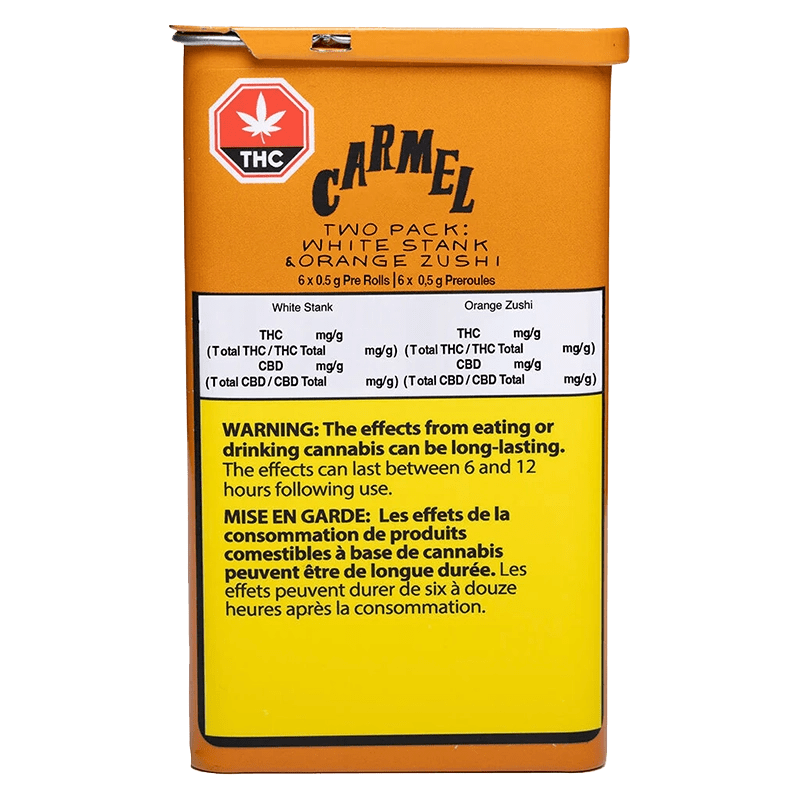 THC
CARMEL
TWO PACK:
WHITE STANK
& ORANGE ZUSHI
6 x 0.5 g Pre Rolls | 6 x 0,5 g Preroules
White Stank Orange Zushi
THC mg/g THC mg/g
(Total THC / THC Total mg/g) (Total THC / THC Total mg/g)
CBD mg/g CBD mg/g
(Total CBD / CBD Total mg/g) (Total CBD / CBD Total mg/g)
WARNING: The effects from eating or
drinking cannabis can be long-lasting.
The effects can last between 6 and 12
hours following use.
MISE EN GARDE: Les effets de la
consommation de produits
comestibles à base de cannabis
peuvent être de longue durée. Les
effets peuvent durer de six à douze
heures après la consommation.